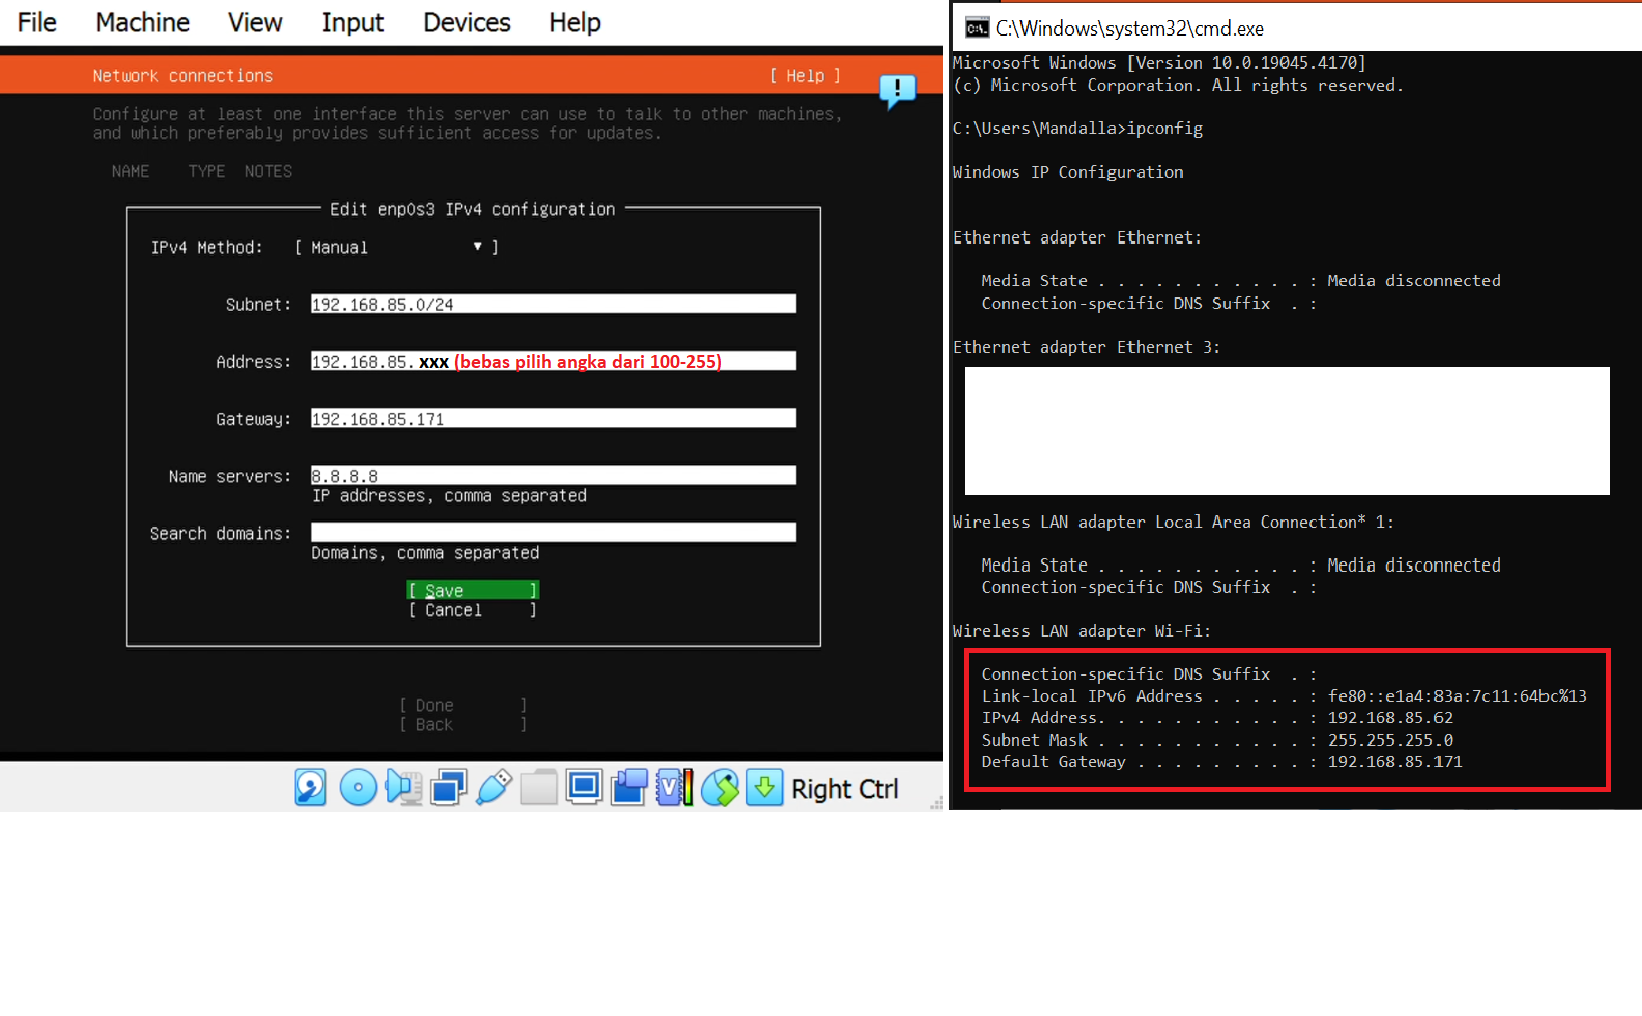 File Machine View Input Devices Help
Network connections [ Help ]
Configure at least one interface this server can use to talk to other machines,
and which preferably provides sufficient access for updates.
NAME TYPE NOTES
Edit enp0s3 IPv4 configuration
IPv4 Method: [ Manual ▾ ]
Subnet: 192.168.85.0/24
Address: 192.168.85. xxx (bebas pilih angka dari 100-255)
Gateway: 192.168.85.171
Name servers: 8.8.8.8
IP addresses, comma separated
Search domains:
Domains, comma separated
[ Save ]
[ Cancel ]
[ Done ]
[ Back ]
Right Ctrl
C:\Windows\system32\cmd.exe
Microsoft Windows [Version 10.0.19045.4170]
(c) Microsoft Corporation. All rights reserved.
C:\Users\Mandalla>ipconfig
Windows IP Configuration
Ethernet adapter Ethernet:
Media State . . . . . . . . . . . : Media disconnected
Connection-specific DNS Suffix . :
Ethernet adapter Ethernet 3:
Wireless LAN adapter Local Area Connection* 1:
Media State . . . . . . . . . . . : Media disconnected
Connection-specific DNS Suffix . :
Wireless LAN adapter Wi-Fi:
Connection-specific DNS Suffix . :
Link-local IPv6 Address . . . . . : fe80::e1a4:83a:7c11:64bc%13
IPv4 Address. . . . . . . . . . . : 192.168.85.62
Subnet Mask . . . . . . . . . . . : 255.255.255.0
Default Gateway . . . . . . . . . : 192.168.85.171